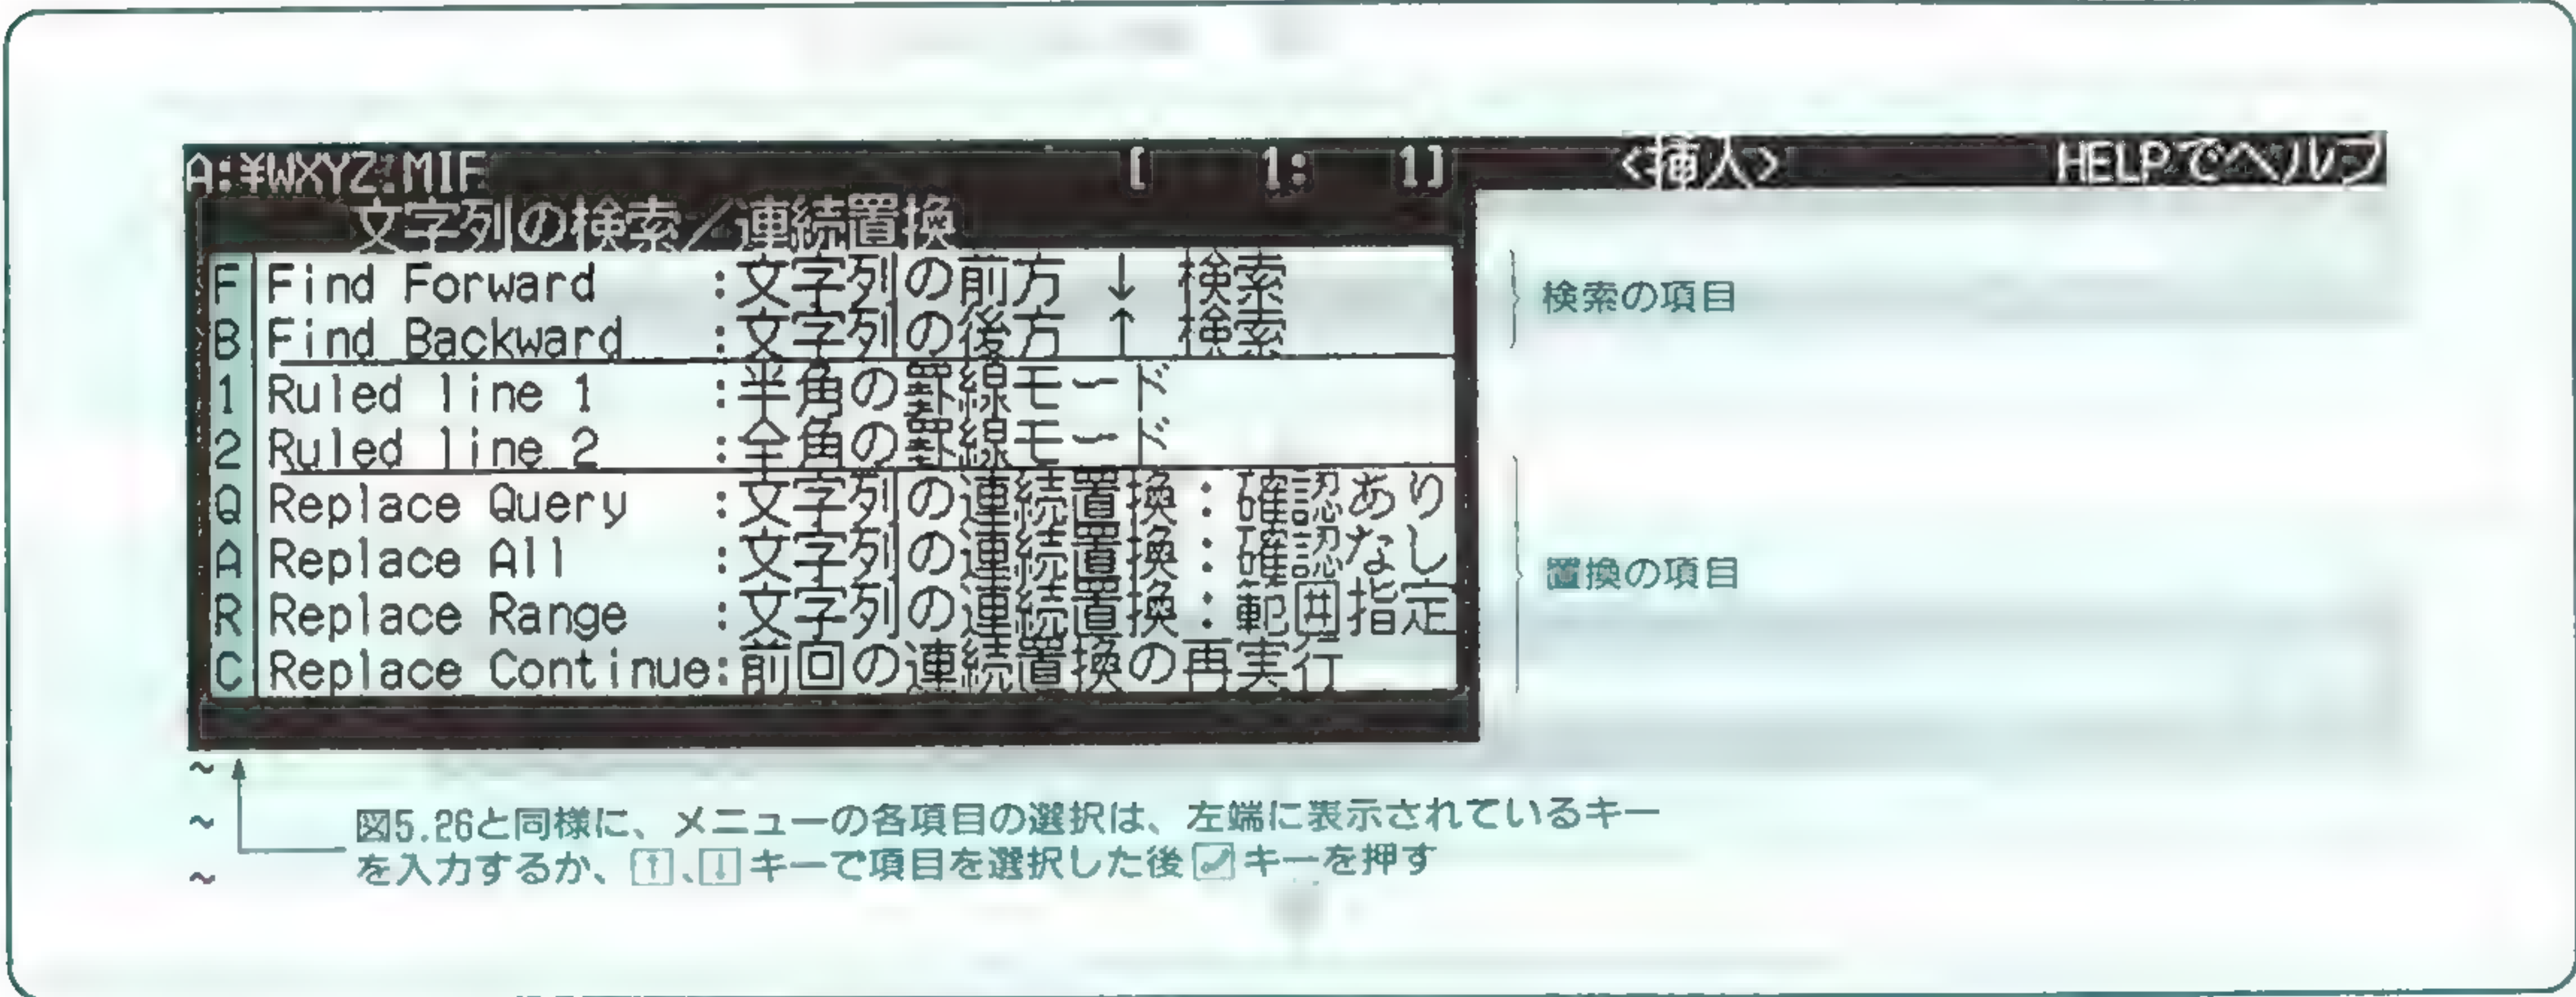 A:¥WXYZ.MIF [ 1: 1] <挿入> HELPでヘルプ
文字列の検索／連続置換
F Find Forward :文字列の前方 ↓ 検索
B Find Backward :文字列の後方 ↑ 検索
検索の項目
1 Ruled line 1 :半角の罫線モード
2 Ruled line 2 :全角の罫線モード
Q Replace Query :文字列の連続置換：確認あり
A Replace All :文字列の連続置換：確認なし
R Replace Range :文字列の連続置換：範囲指定
C Replace Continue:前回の連続置換の再実行
置換の項目
~
~
~
図5.26と同様に、メニューの各項目の選択は、左端に表示されているキー
を入力するか、↑、↓キーで項目を選択した後↵キーを押す